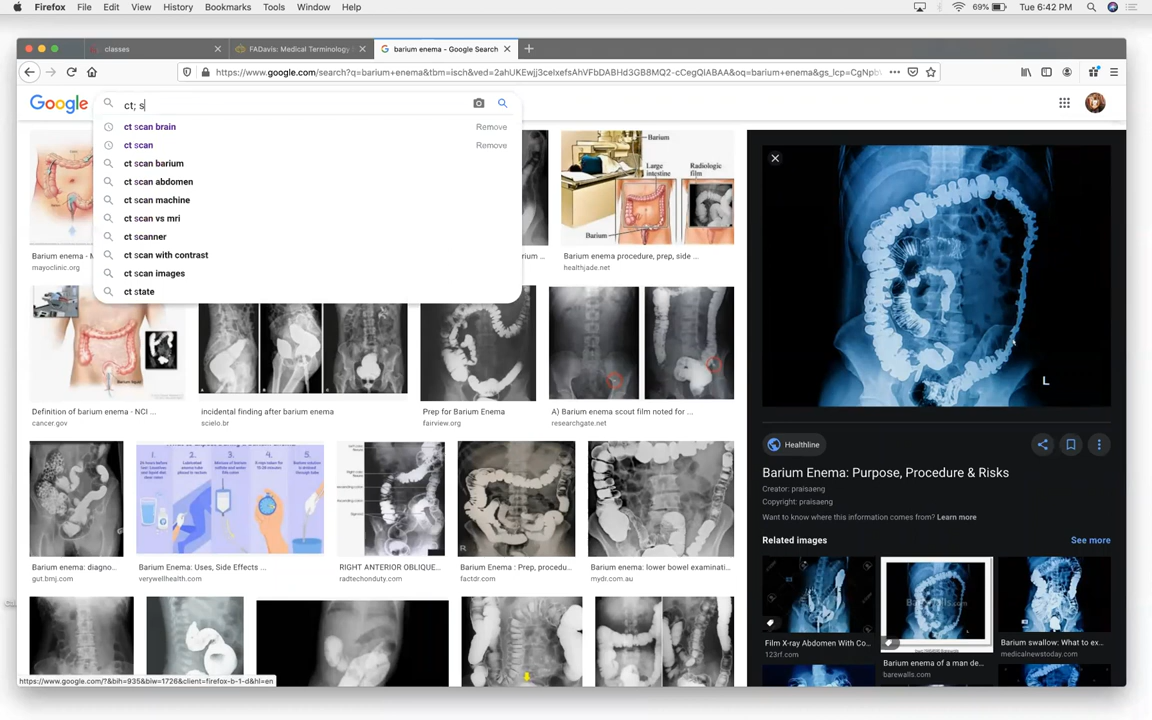 Firefox File Edit View History Bookmarks Tools Window Help
69% Tue 6:42 PM
classes
FADavis: Medical Terminology
barium enema - Google Search
https://www.google.com/search?q=barium+enema&tbm=isch&ved=2ahUKEwjj3ceIxefsAhVFbDABHd3GB8MQ2-cCegQIABAA&oq=barium+enema&gs_lcp=CgNpb
Google
ct; s
ct scan brain Remove
ct scan Remove
ct scan barium
ct scan abdomen
ct scan machine
ct scan vs mri
ct scanner
ct scan with contrast
ct scan images
ct state
Barium
Large intestine
Radiologic film
Barium
Barium enema - M
mayoclinic.org
enema ...
Barium enema procedure, prep, side ...
healthjade.net
Definition of barium enema - NCI ...
cancer.gov
incidental finding after barium enema
scielo.br
Prep for Barium Enema
fairview.org
A) Barium enema scout film noted for ...
researchgate.net
Barium enema: diagno...
gut.bmj.com
Barium Enema: Uses, Side Effects ...
verywellhealth.com
RIGHT ANTERIOR OBLIQUE...
radtechonduty.com
Barium Enema : Prep, procedu...
factdr.com
Barium enema: lower bowel examinati...
mydr.com.au
L
Healthline
Barium Enema: Purpose, Procedure & Risks
Creator: praisaeng
Copyright: praisaeng
Want to know where this information comes from? Learn more
Related images See more
Film X-ray Abdomen With Co...
123rf.com
Barium enema of a man de...
barewalls.com
Barium swallow: What to ex...
medicalnewstoday.com
https://www.google.com/?&bih=935&biw=1726&client=firefox-b-1-d&hl=en